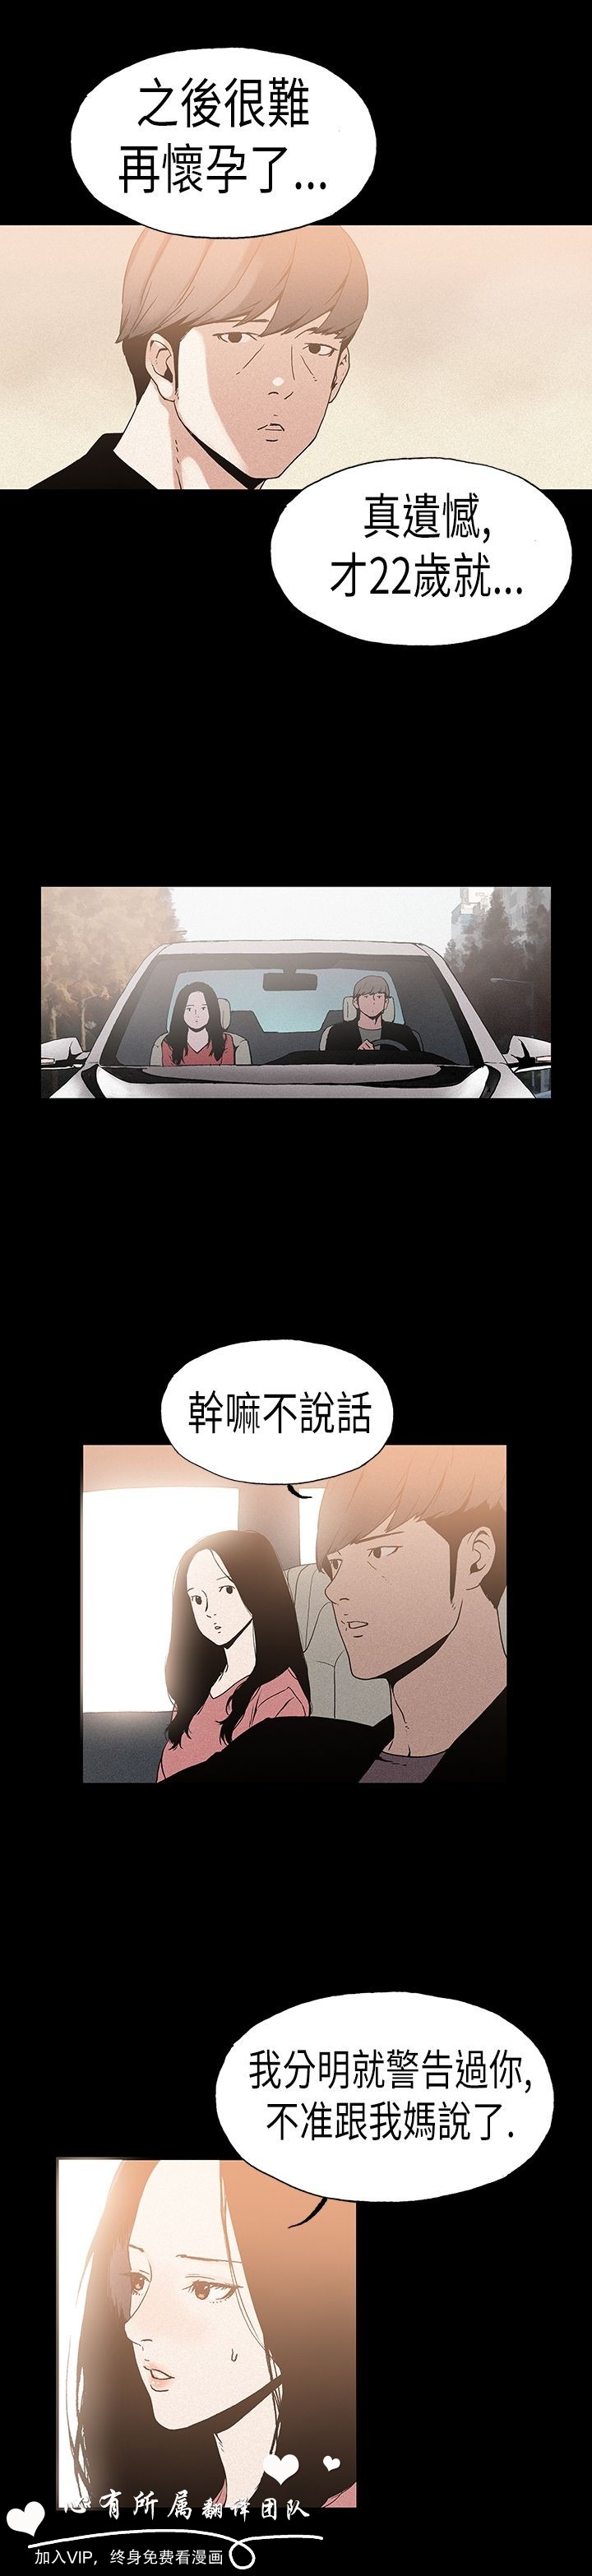 之後很難
再懷孕了...
真遺憾,
才22歲就...
幹嘛不說話
我分明就警告過你,
不准跟我媽說了.
心有所属翻译团队
加入VIP，终身免费看漫画